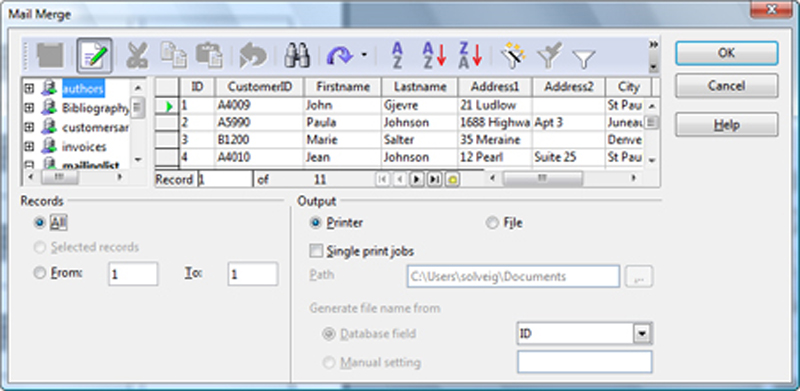 Mail Merge
OK
Cancel
Help
authors
Bibliography
customersar
invoices
mailinglist
ID CustomerID Firstname Lastname Address1 Address2 City
1 A4009 John Gjevre 21 Ludlow St Pau
2 A5990 Paula Johnson 1688 Highwa Apt 3 Juneau
3 B1200 Marie Salter 35 Meraine Denve
4 A4010 Jean Johnson 12 Pearl Suite 25 St Pau
Record 1 of 11
Records
All
Selected records
From: 1 To: 1
Output
Printer File
Single print jobs
Path C:\Users\solveig\Documents ...
Generate file name from
Database field ID
Manual setting